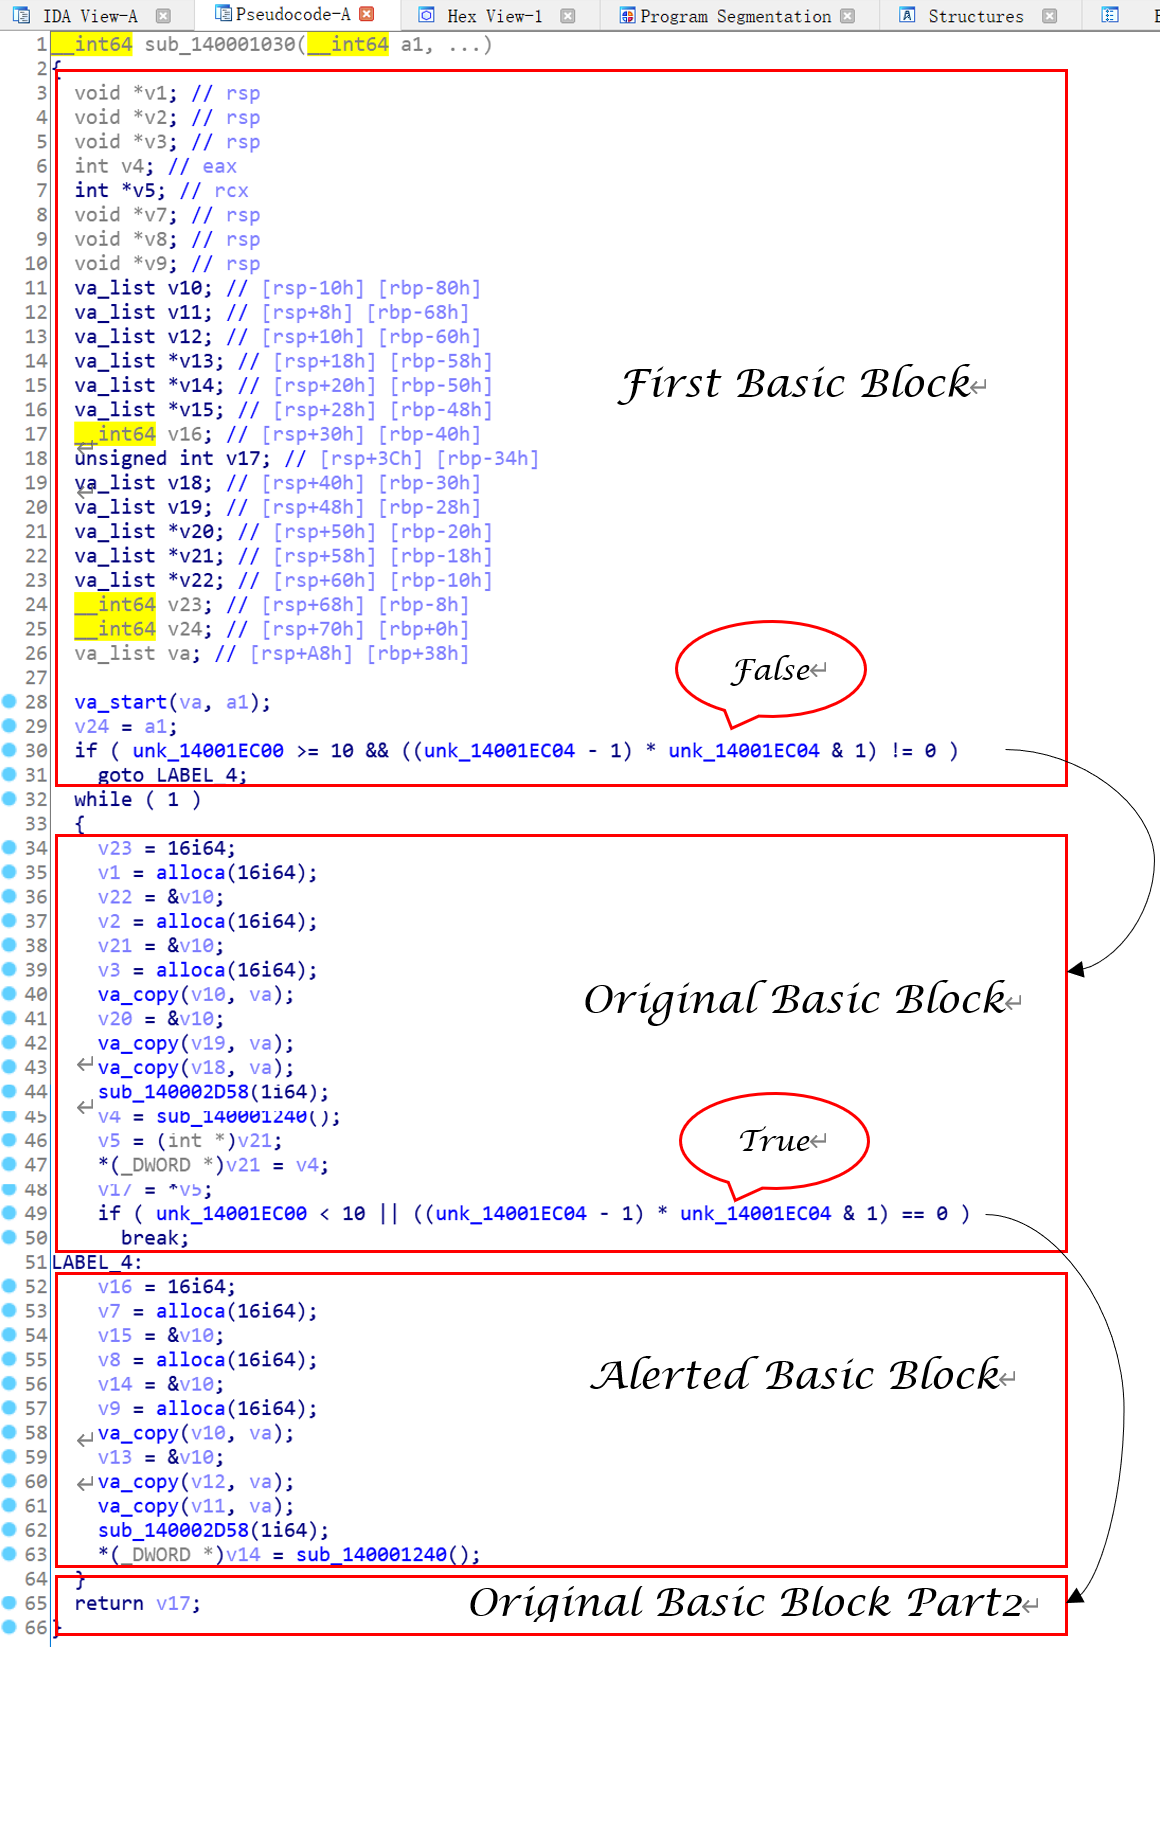 IDA View-A Pseudocode-A Hex View-1 Program Segmentation Structures
1 __int64 sub_140001030(__int64 a1, ...)
2 {
3 void *v1; // rsp
4 void *v2; // rsp
5 void *v3; // rsp
6 int v4; // eax
7 int *v5; // rcx
8 void *v7; // rsp
9 void *v8; // rsp
10 void *v9; // rsp
11 va_list v10; // [rsp-10h] [rbp-80h]
12 va_list v11; // [rsp+8h] [rbp-68h]
13 va_list v12; // [rsp+10h] [rbp-60h]
14 va_list *v13; // [rsp+18h] [rbp-58h]
First Basic Block
15 va_list *v14; // [rsp+20h] [rbp-50h]
16 va_list *v15; // [rsp+28h] [rbp-48h]
17 __int64 v16; // [rsp+30h] [rbp-40h]
18 unsigned int v17; // [rsp+3Ch] [rbp-34h]
19 va_list v18; // [rsp+40h] [rbp-30h]
20 va_list v19; // [rsp+48h] [rbp-28h]
21 va_list *v20; // [rsp+50h] [rbp-20h]
22 va_list *v21; // [rsp+58h] [rbp-18h]
23 va_list *v22; // [rsp+60h] [rbp-10h]
24 __int64 v23; // [rsp+68h] [rbp-8h]
25 __int64 v24; // [rsp+70h] [rbp+0h]
26 va_list va; // [rsp+A8h] [rbp+38h]
False
27
28 va_start(va, a1);
29 v24 = a1;
30 if ( unk_14001EC00 >= 10 && ((unk_14001EC04 - 1) * unk_14001EC04 & 1) != 0 )
31 goto LABEL_4;
32 while ( 1 )
33 {
34 v23 = 16i64;
35 v1 = alloca(16i64);
36 v22 = &v10;
37 v2 = alloca(16i64);
38 v21 = &v10;
39 v3 = alloca(16i64);
40 va_copy(v10, va);
Original Basic Block
41 v20 = &v10;
42 va_copy(v19, va);
43 va_copy(v18, va);
44 sub_140002D58(1i64);
45 v4 = sub_140001240();
46 v5 = (int *)v21;
True
47 *(_DWORD *)v21 = v4;
48 v17 = *v5;
49 if ( unk_14001EC00 < 10 || ((unk_14001EC04 - 1) * unk_14001EC04 & 1) == 0 )
50 break;
51 LABEL_4:
52 v16 = 16i64;
53 v7 = alloca(16i64);
54 v15 = &v10;
55 v8 = alloca(16i64);
Alerted Basic Block
56 v14 = &v10;
57 v9 = alloca(16i64);
58 va_copy(v10, va);
59 v13 = &v10;
60 va_copy(v12, va);
61 va_copy(v11, va);
62 sub_140002D58(1i64);
63 *(_DWORD *)v14 = sub_140001240();
64 }
65 return v17;
Original Basic Block Part2
66 }